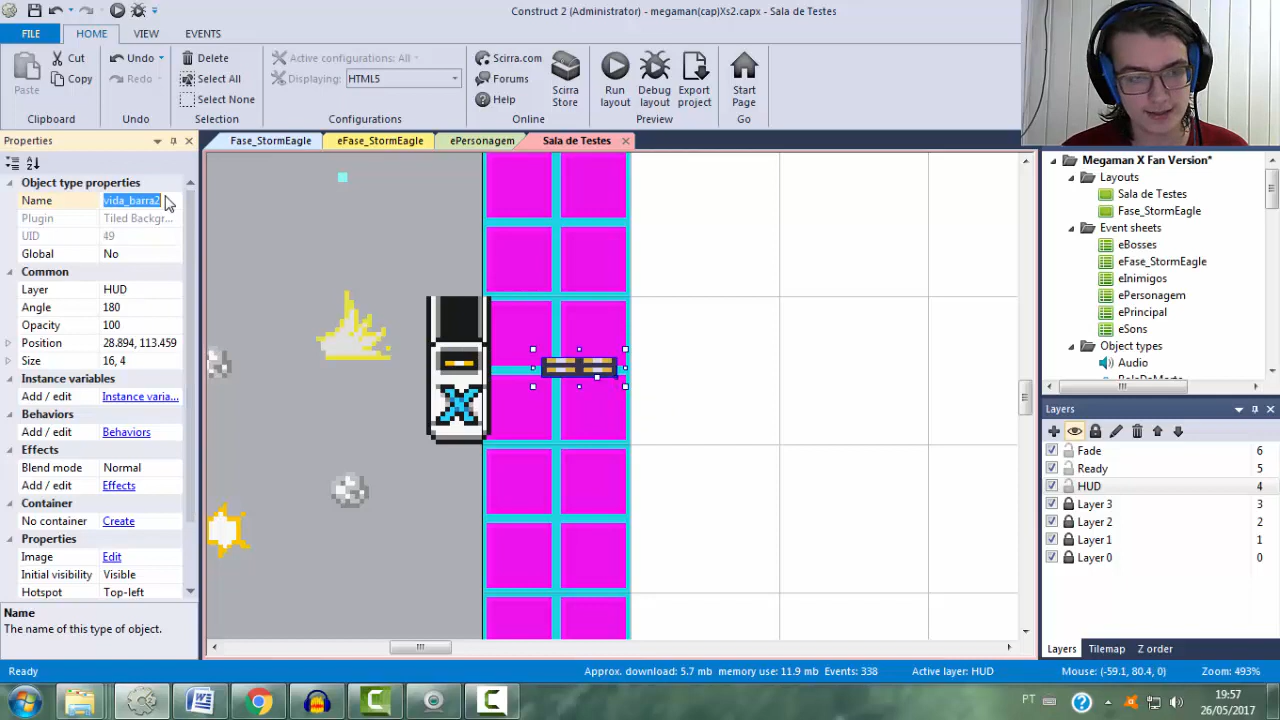 Construct 2 (Administrator) - megaman(cap)Xs2.capx - Sala de Testes
FILE HOME VIEW EVENTS
Paste Cut Copy Clipboard
Undo Redo Undo
Delete Select All Select None Selection
Active configurations: All
Displaying: HTML5
Configurations
Scirra.com Forums Help Scirra Store Online
Run layout Debug layout Export project Preview
Start Page Go
Properties
Fase_StormEagle eFase_StormEagle ePersonagem Sala de Testes
Object type properties
Name vida_barra2
Plugin Tiled Backgr...
UID 49
Global No
Common
Layer HUD
Angle 180
Opacity 100
Position 28.894, 113.459
Size 16, 4
Instance variables
Add / edit Instance varia...
Behaviors
Add / edit Behaviors
Effects
Blend mode Normal
Add / edit Effects
Container
No container Create
Properties
Image Edit
Initial visibility Visible
Hotspot Top-left
Name
The name of this type of object.
X
Megaman X Fan Version*
Layouts
Sala de Testes
Fase_StormEagle
Event sheets
eBosses
eFase_StormEagle
eInimigos
ePersonagem
ePrincipal
eSons
Object types
Audio
Layers
Fade 6
Ready 5
HUD 4
Layer 3 3
Layer 2 2
Layer 1 1
Layer 0 0
Layers Tilemap Z order
Ready Approx. download: 5.7 mb memory use: 11.9 mb Events: 338 Active layer: HUD Mouse: (-59.1, 80.4, 0) Zoom: 493%
PT 19:57
26/05/2017